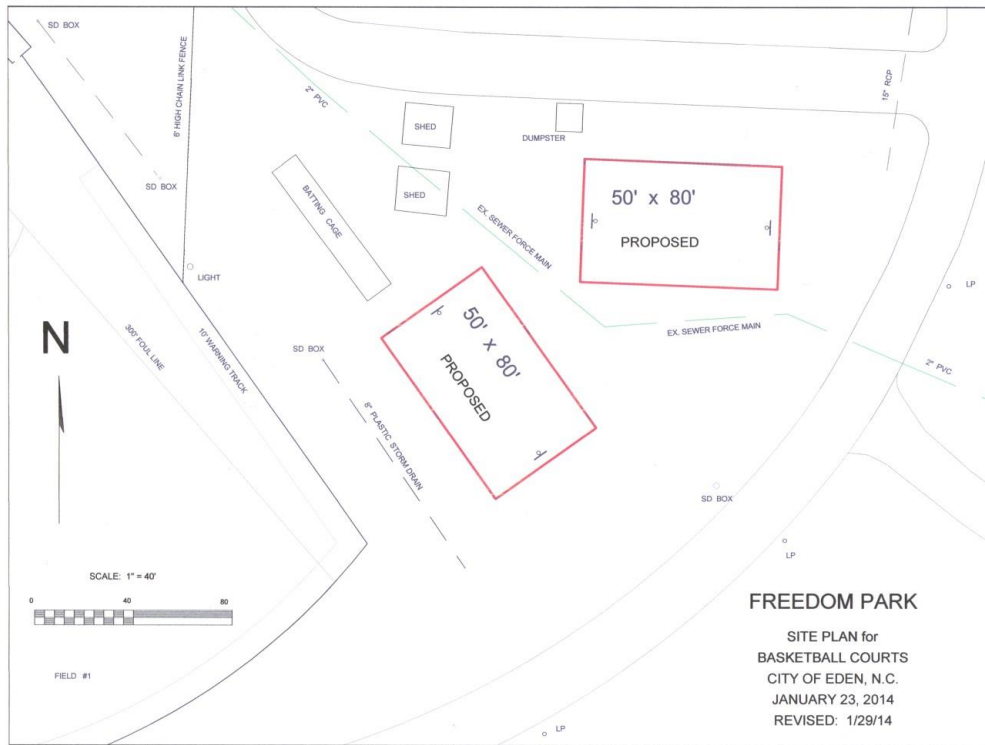 SD BOX
6' HIGH CHAIN LINK FENCE
2" PVC
15" RCP
SHED
DUMPSTER
SD BOX
SHED
BATTING CAGE
50' x 80'
PROPOSED
EX. SEWER FORCE MAIN
LIGHT
LP
N
300' FOUL LINE
10' WARNING TRACK
SD BOX
50' x 80'
PROPOSED
EX. SEWER FORCE MAIN
2" PVC
8" PLASTIC STORM DRAIN
SD BOX
LP
SCALE: 1" = 40'
0 40 80
FIELD #1
LP
FREEDOM PARK
SITE PLAN for
BASKETBALL COURTS
CITY OF EDEN, N.C.
JANUARY 23, 2014
REVISED: 1/29/14